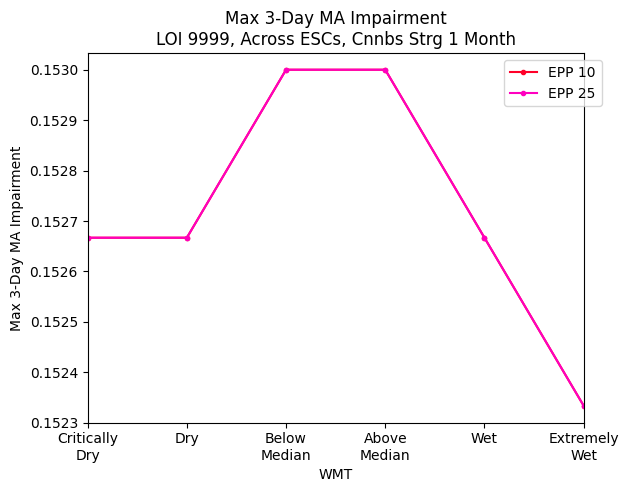 Max 3-Day MA Impairment
LOI 9999, Across ESCs, Cnnbs Strg 1 Month
EPP 10
EPP 25
Max 3-Day MA Impairment
0.1530
0.1529
0.1528
0.1527
0.1526
0.1525
0.1524
0.1523
Critically
Dry
Dry
Below
Median
Above
Median
Wet
Extremely
Wet
WMT